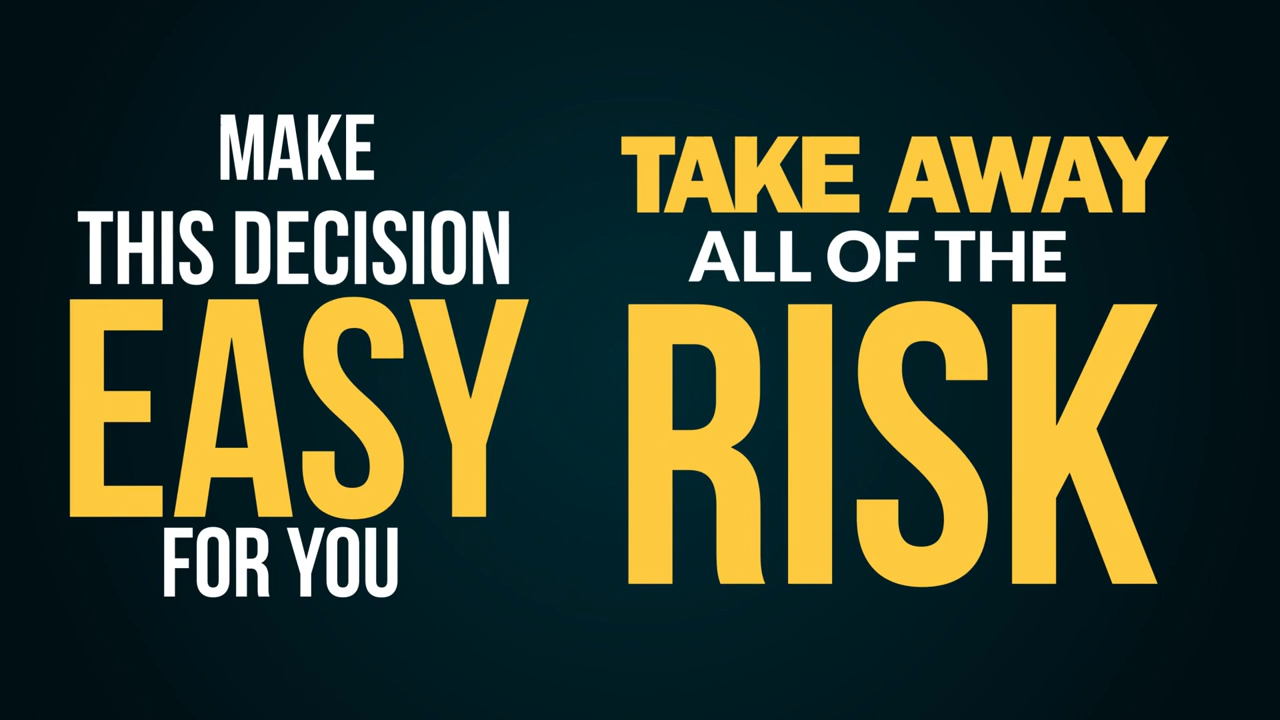 MAKE
THIS DECISION
EASY
FOR YOU
TAKE AWAY
ALL OF THE
RISK